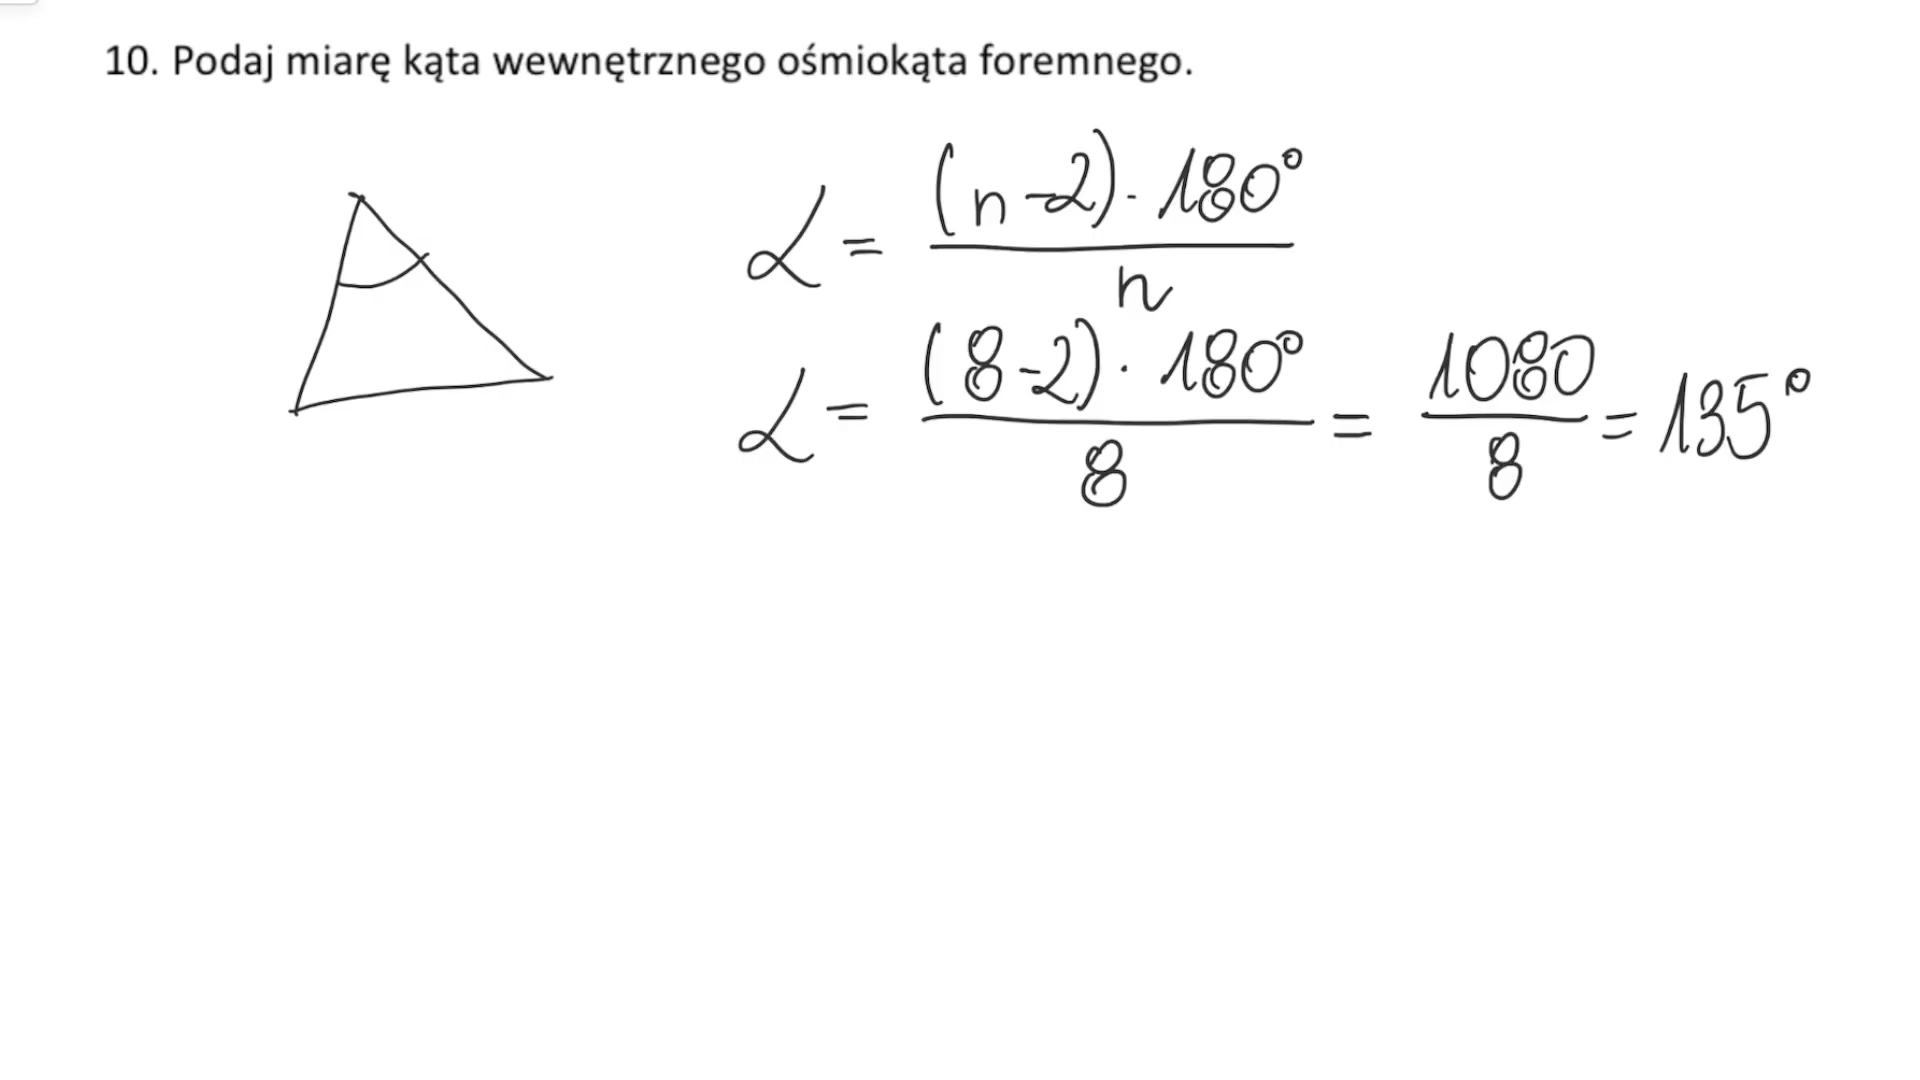 10. Podaj miarę kąta wewnętrznego ośmiokąta foremnego.
α = (n-2) · 180° / n
α = (8-2) · 180° / 8 = 1080 / 8 = 135°